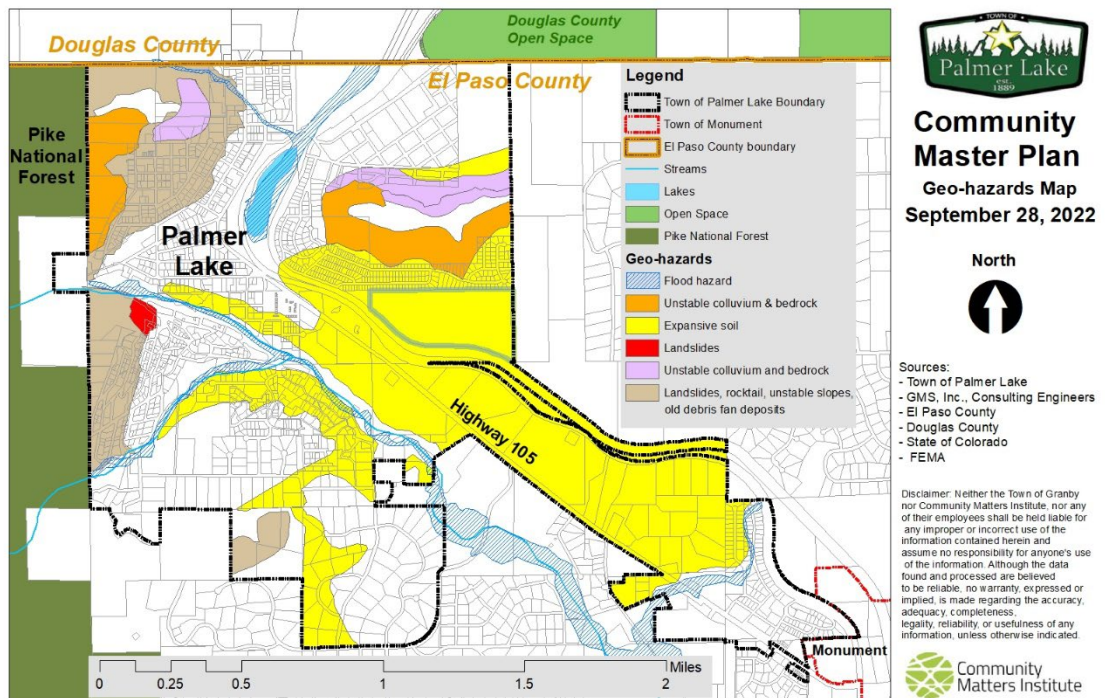 Douglas County
Douglas County
Open Space
El Paso County
Pike
National
Forest
Palmer
Lake
Highway 105
Monument
Legend
Town of Palmer Lake Boundary
Town of Monument
El Paso County boundary
Streams
Lakes
Open Space
Pike National Forest
Geo-hazards
Flood hazard
Unstable colluvium & bedrock
Expansive soil
Landslides
Unstable colluvium and bedrock
Landslides, rocktail, unstable slopes,
old debris fan deposits
0 0.25 0.5 1 1.5 2 Miles
TOWN OF
Palmer Lake
est.
1889
Community
Master Plan
Geo-hazards Map
September 28, 2022
North
Sources:
- Town of Palmer Lake
- GMS, Inc., Consulting Engineers
- El Paso County
- Douglas County
- State of Colorado
- FEMA
Disclaimer: Neither the Town of Granby
nor Community Matters Institute, nor any
of their employees shall be held liable for
any improper or incorrect use of the
information contained herein and
assume no responsibility for anyone's use
of the information. Although the data
found and processed are believed
to be reliable, no warranty, expressed or
implied, is made regarding the accuracy,
adequacy, completeness,
legality, reliability, or usefulness of any
information, unless otherwise indicated.
Community
Matters Institute